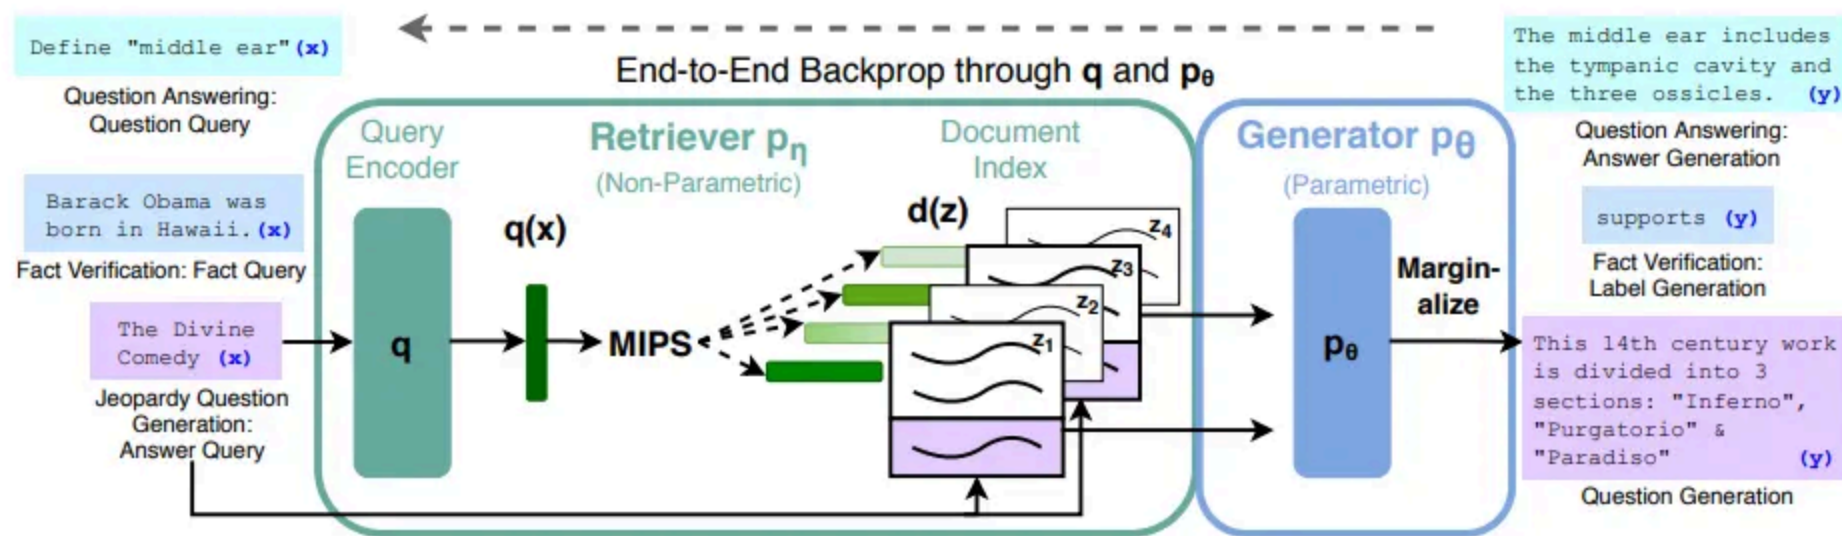 Define "middle ear" (x)
Question Answering:
Question Query
Barack Obama was
born in Hawaii. (x)
Fact Verification: Fact Query
The Divine
Comedy (x)
Jeopardy Question
Generation:
Answer Query
End-to-End Backprop through q and pθ
Query
Encoder
q
Retriever pη
(Non-Parametric)
q(x)
MIPS
Document
Index
d(z)
z4
z3
z2
z1
Generator pθ
(Parametric)
pθ
Margin-
alize
The middle ear includes
the tympanic cavity and
the three ossicles. (y)
Question Answering:
Answer Generation
supports (y)
Fact Verification:
Label Generation
This 14th century work
is divided into 3
sections: "Inferno",
"Purgatorio" &
"Paradiso" (y)
Question Generation